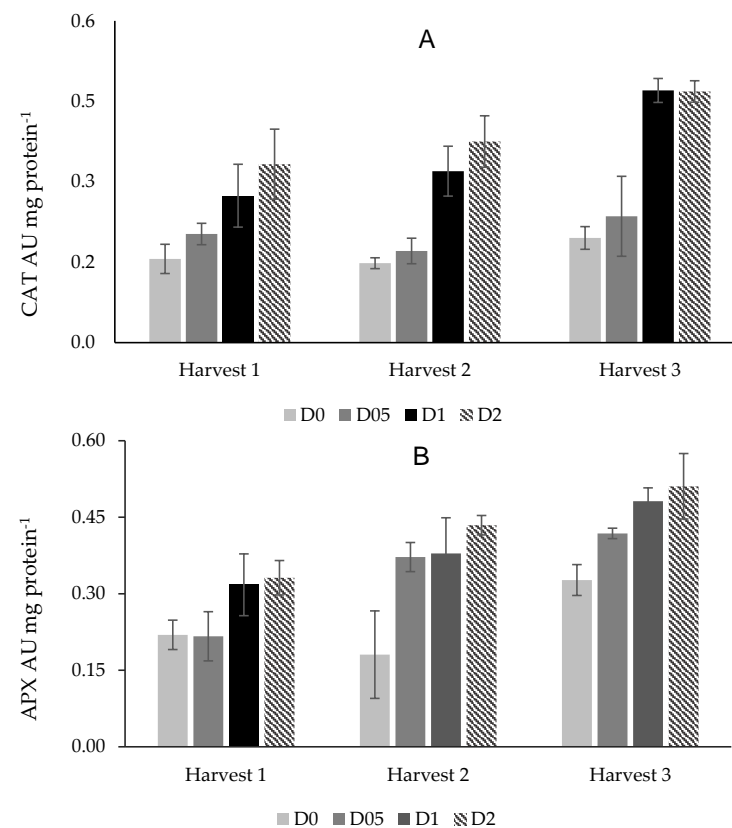 0.6
A
0.5
0.3
0.2
0.0
CAT AU mg protein⁻¹
Harvest 1 Harvest 2 Harvest 3
D0 D05 D1 D2
0.60
B
0.45
0.30
0.15
0.00
APX AU mg protein⁻¹
Harvest 1 Harvest 2 Harvest 3
D0 D05 D1 D2